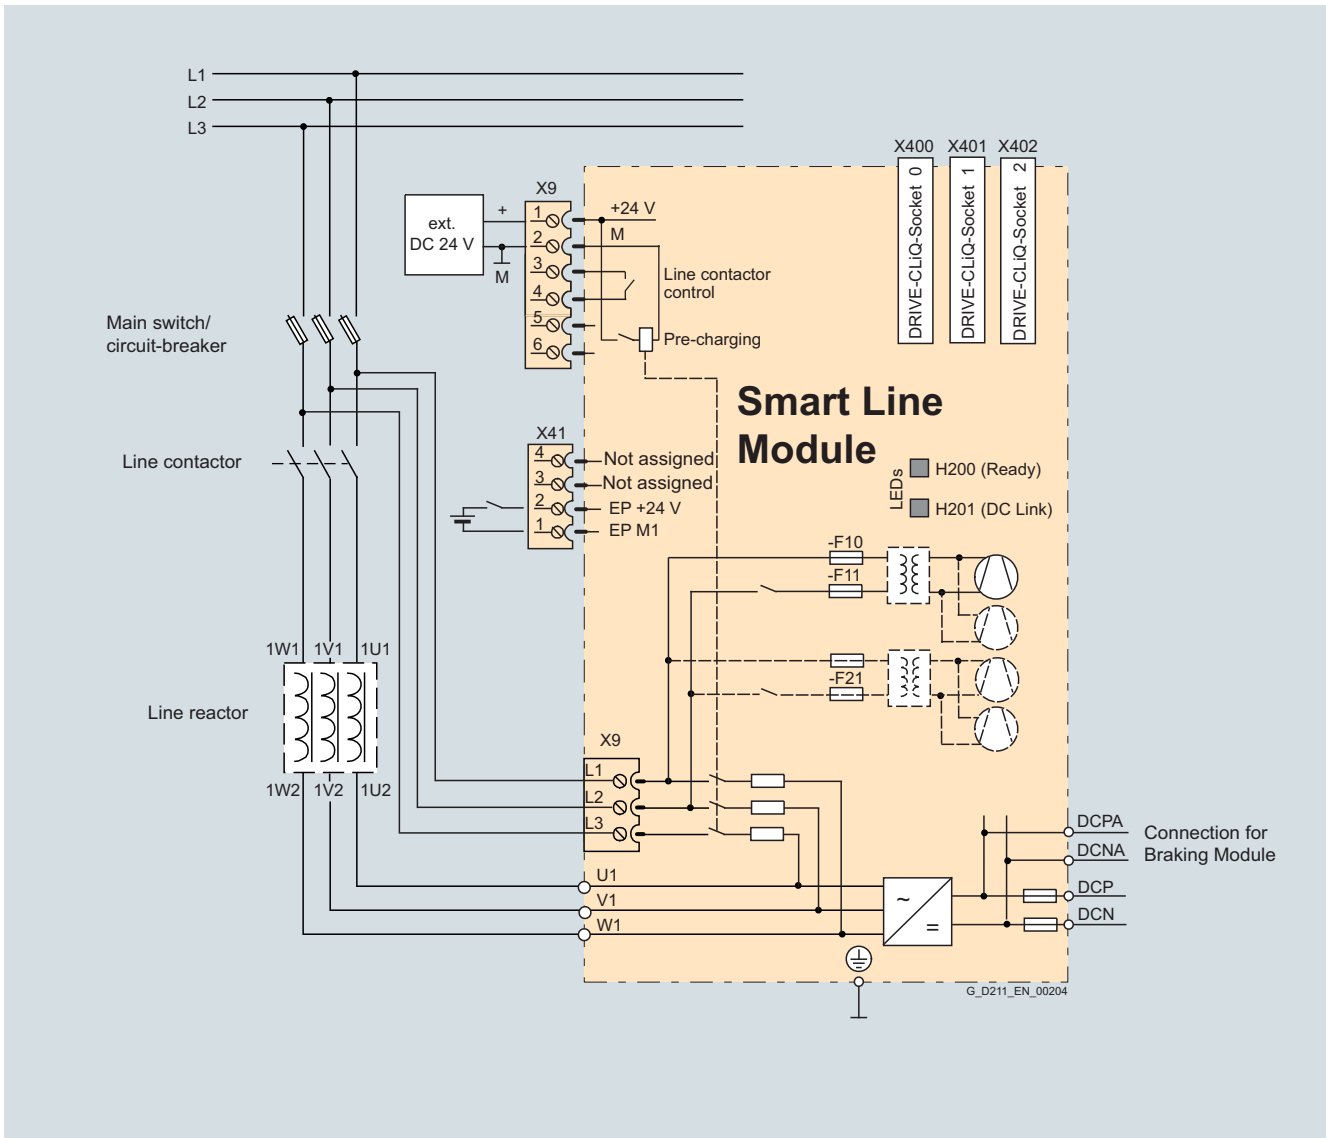 L1
L2
L3
X400 X401 X402
DRIVE-CLiQ-Socket 0
DRIVE-CLiQ-Socket 1
DRIVE-CLiQ-Socket 2
X9
ext.
DC 24 V
+
M
1
2
3
4
5
6
+24 V
M
Line contactor
control
Pre-charging
Main switch/
circuit-breaker
Smart Line
Module
X41
4
3
2
1
Not assigned
Not assigned
EP +24 V
EP M1
Line contactor
LEDs
H200 (Ready)
H201 (DC Link)
-F10
-F11
-F21
1W1 1V1 1U1
Line reactor
1W2 1V2 1U2
X9
L1
L2
L3
U1
V1
W1
~
=
DCPA
DCNA
DCP
DCN
Connection for
Braking Module
G_D211_EN_00204